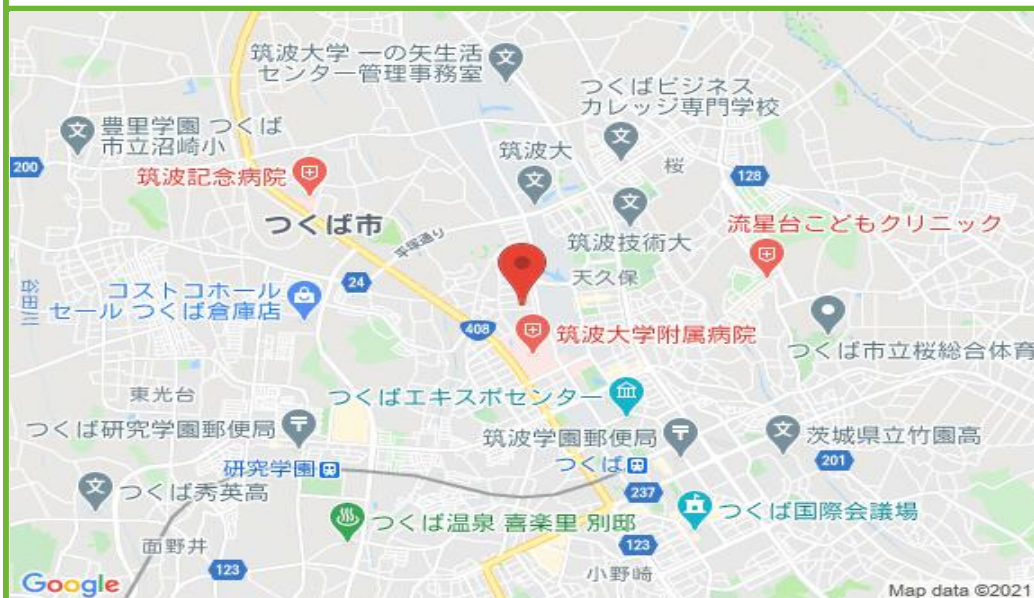 筑波大学 一の矢生活
センター管理事務室
つくばビジネス
カレッジ専門学校
豊里学園 つくば
市立沼崎小
筑波大
桜
200
128
筑波記念病院
つくば市
筑波技術大
流星台こどもクリニック
平塚通り
天久保
24
谷田川
コストコホール
セール つくば倉庫店
408
筑波大学附属病院
つくば市立桜総合体育
東光台
つくばエキスポセンター
つくば研究学園郵便局
筑波学園郵便局
茨城県立竹園高
201
研究学園
つくば
つくば秀英高
237
つくば国際会議場
つくば温泉 喜楽里 別邸
面野井
123
123
小野崎
Google
Map data ©2021